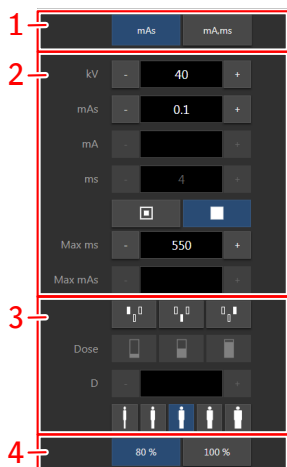 1
mAs mA,ms
2
kV - 40 +
mAs - 0.1 +
mA - +
ms - 4 +
Max ms - 550 +
Max mAs - +
3
Dose
D - +
4
80 % 100 %